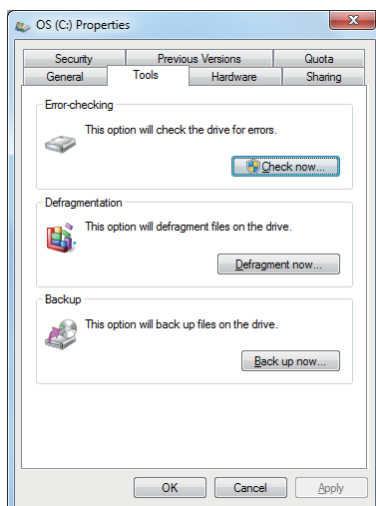 OS (C:) Properties
Security Previous Versions Quota
General Tools Hardware Sharing
Error-checking
This option will check the drive for errors.
Check now...
Defragmentation
This option will defragment files on the drive.
Defragment now...
Backup
This option will back up files on the drive.
Back up now...
OK Cancel Apply